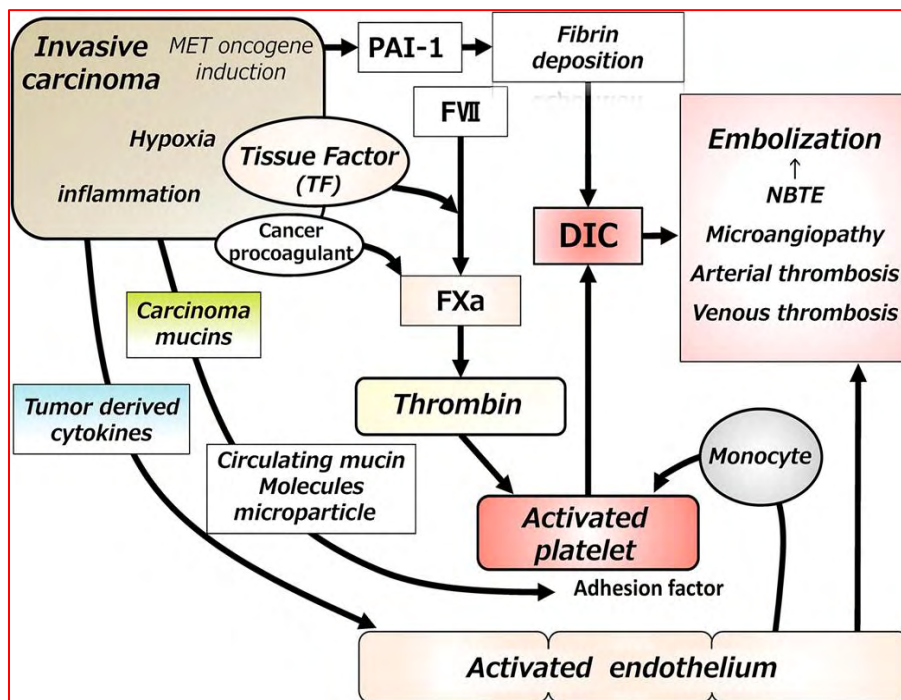 Invasive
carcinoma
MET oncogene
induction
Hypoxia
inflammation
PAI-1
Fibrin
deposition
FⅦ
Tissue Factor
(TF)
Cancer
procoagulant
FXa
DIC
Embolization
↑
NBTE
Microangiopathy
Arterial thrombosis
Venous thrombosis
Carcinoma
mucins
Thrombin
Tumor derived
cytokines
Circulating mucin
Molecules
microparticle
Monocyte
Activated
platelet
Adhesion factor
Activated endothelium